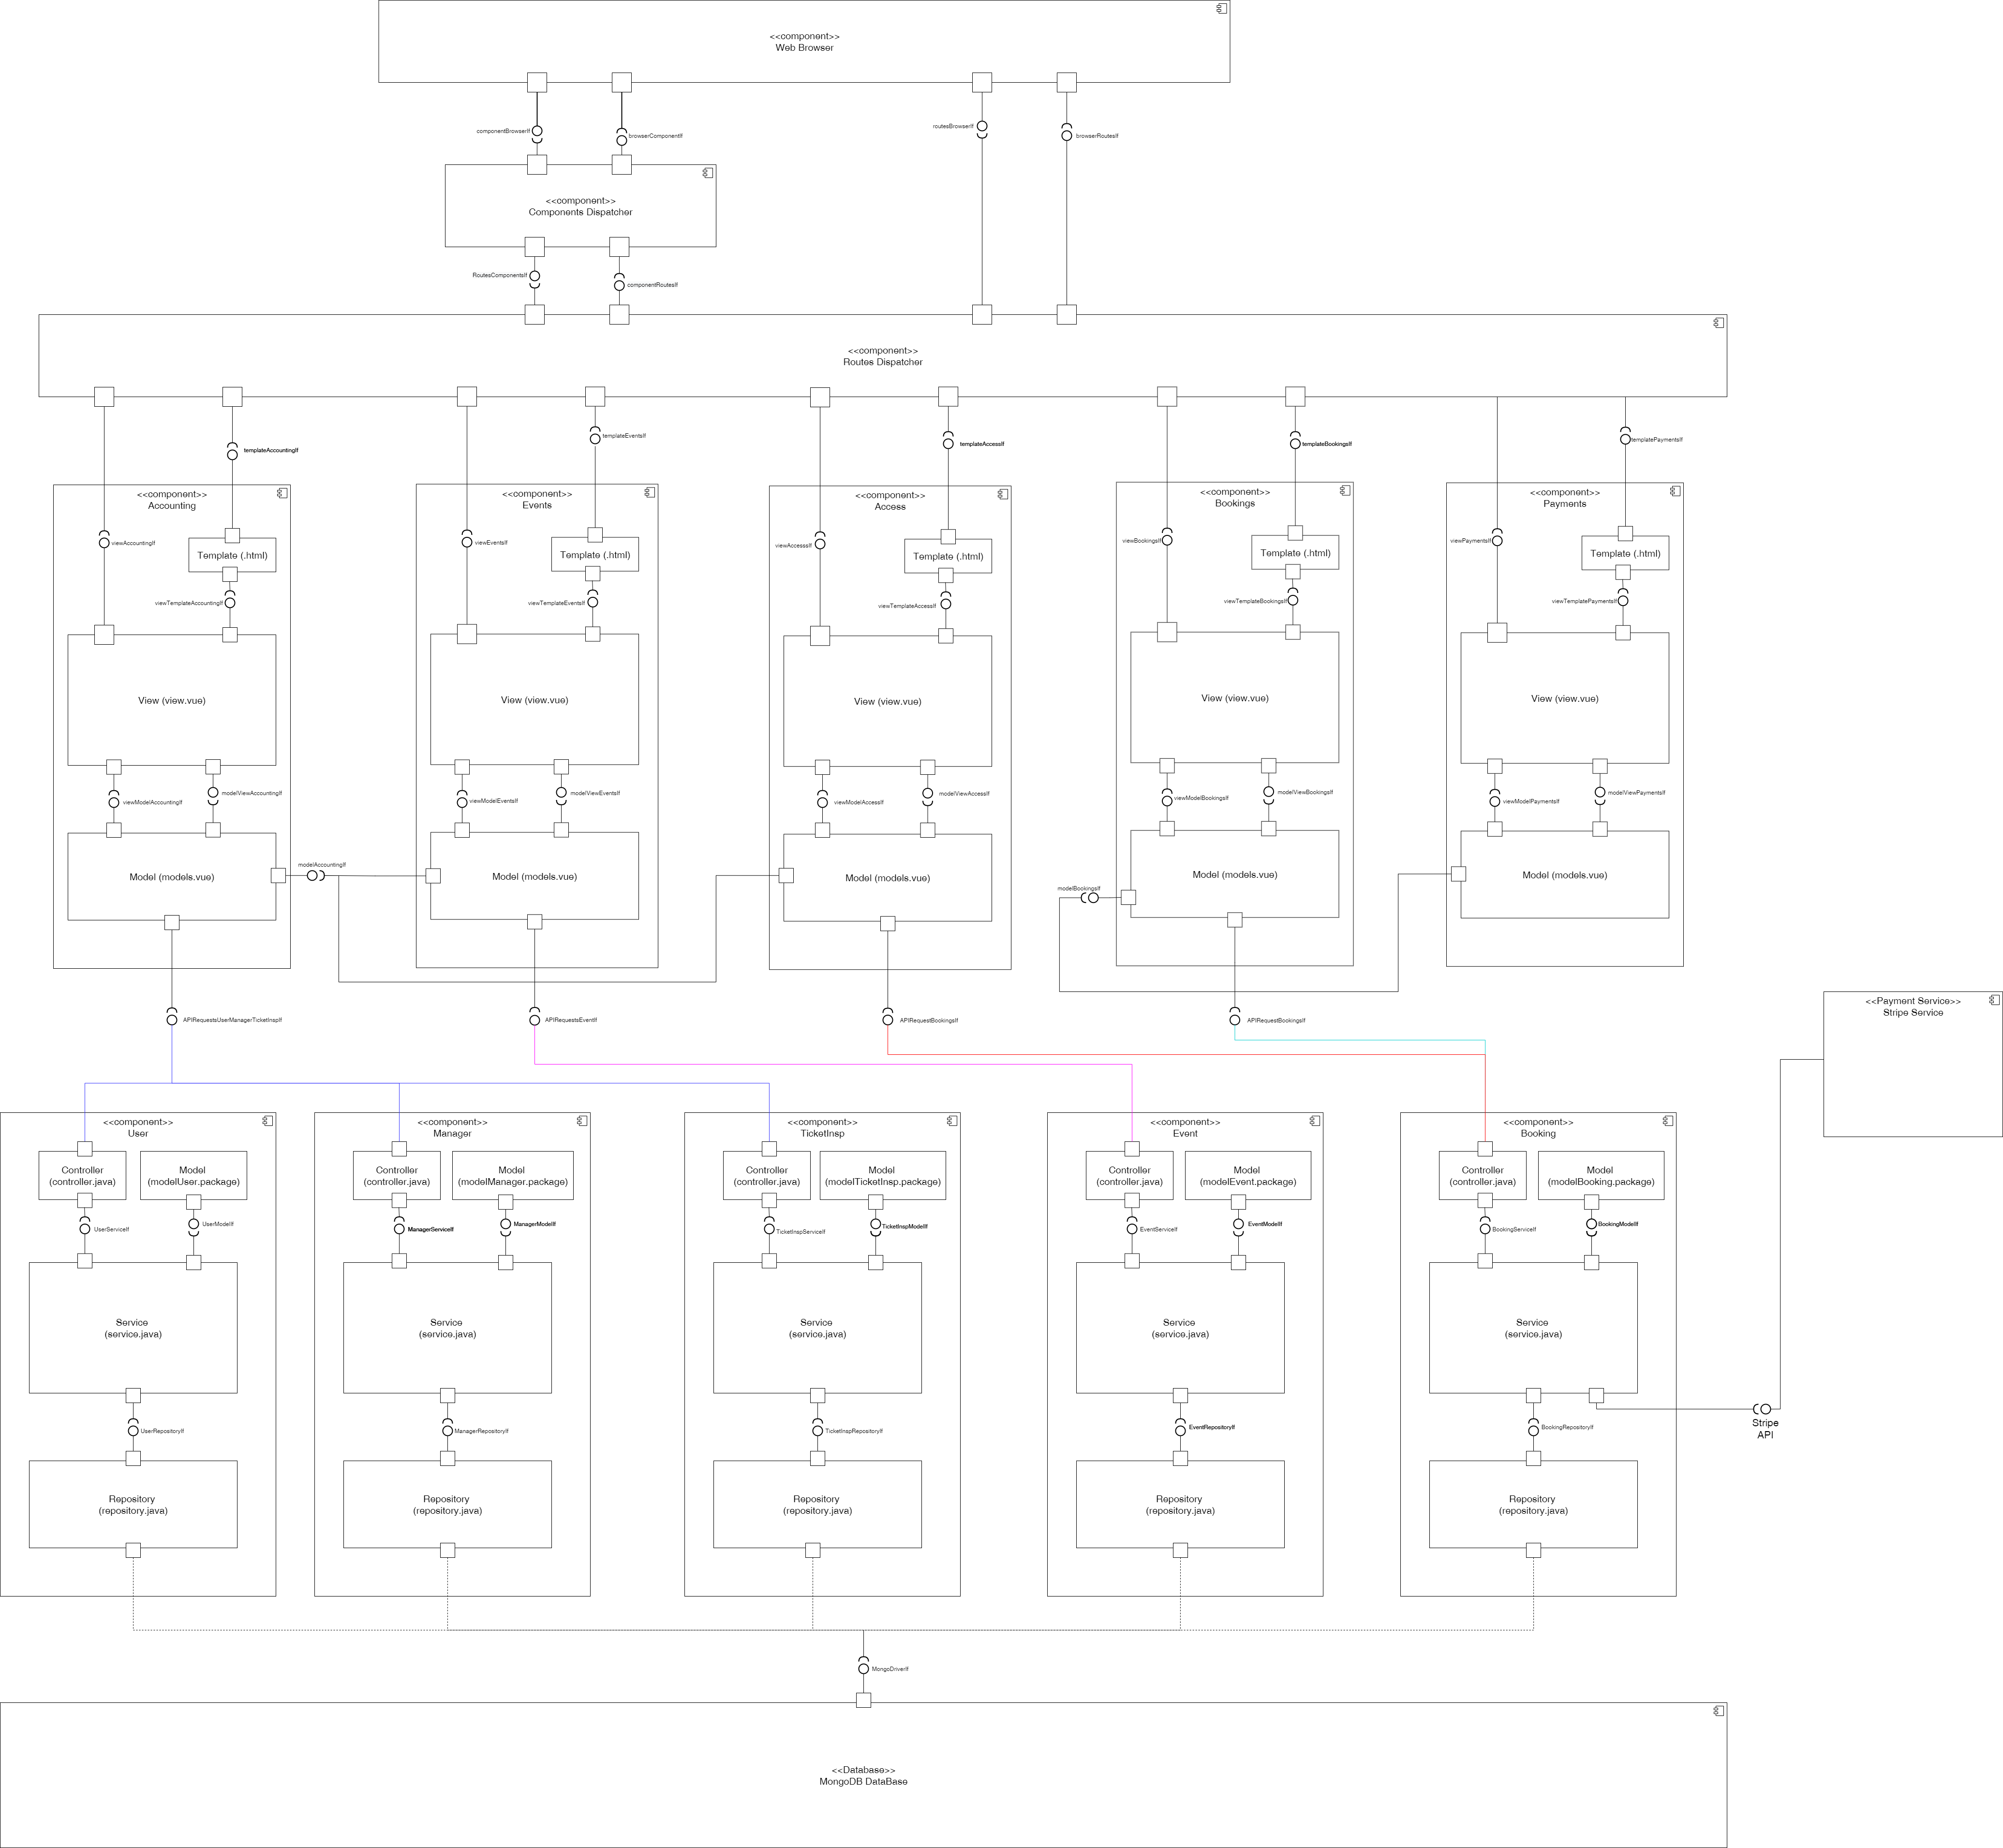 <<component>>
Web Browser
componentBrowserIf
browserComponentIf
routesBrowserIf
browserRoutesIf
<<component>>
Components Dispatcher
RoutesComponentsIf
componentRoutesIf
<<component>>
Routes Dispatcher
templateAccountingIf
templateEventsIf
templateAccessIf
templateBookingsIf
templatePaymentsIf
<<component>>
Accounting
<<component>>
Events
<<component>>
Access
<<component>>
Bookings
<<component>>
Payments
viewAccountingIf
Template (.html)
viewEventsIf
Template (.html)
viewAccesssIf
Template (.html)
viewBookingsIf
Template (.html)
viewPaymentsIf
Template (.html)
viewTemplateAccountingIf
viewTemplateEventsIf
viewTemplateAccessIf
viewTemplateBookingsIf
viewTemplatePaymentsIf
View (view.vue)
View (view.vue)
View (view.vue)
View (view.vue)
View (view.vue)
viewModelAccountingIf
modelViewAccountingIf
viewModelEventsIf
modelViewEventsIf
viewModelAccessIf
modelViewAccessIf
viewModelBookingsIf
modelViewBookingsIf
viewModelPaymentsIf
modelViewPaymentsIf
Model (models.vue)
modelAccountingIf
Model (models.vue)
Model (models.vue)
modelBookingsIf
Model (models.vue)
Model (models.vue)
APIRequestsUserManagerTicketInspIf
APIRequestsEventIf
APIRequestBookingsIf
APIRequestBookingsIf
<<Payment Service>>
Stripe Service
<<component>>
User
<<component>>
Manager
<<component>>
TicketInsp
<<component>>
Event
<<component>>
Booking
Controller
(controller.java)
Model
(modelUser.package)
Controller
(controller.java)
Model
(modelManager.package)
Controller
(controller.java)
Model
(modelTicketInsp.package)
Controller
(controller.java)
Model
(modelEvent.package)
Controller
(controller.java)
Model
(modelBooking.package)
UserServiceIf
UserModelIf
ManagerServiceIf
ManagerModelIf
TicketInspServiceIf
TicketInspModelIf
EventServiceIf
EventModelIf
BookingServiceIf
BookingModelIf
Service
(service.java)
Service
(service.java)
Service
(service.java)
Service
(service.java)
Service
(service.java)
UserRepositoryIf
ManagerRepositoryIf
TicketInspRepositoryIf
EventRepositoryIf
BookingRepositoryIf
Stripe
API
Repository
(repository.java)
Repository
(repository.java)
Repository
(repository.java)
Repository
(repository.java)
Repository
(repository.java)
MongoDriverIf
<<Database>>
MongoDB DataBase